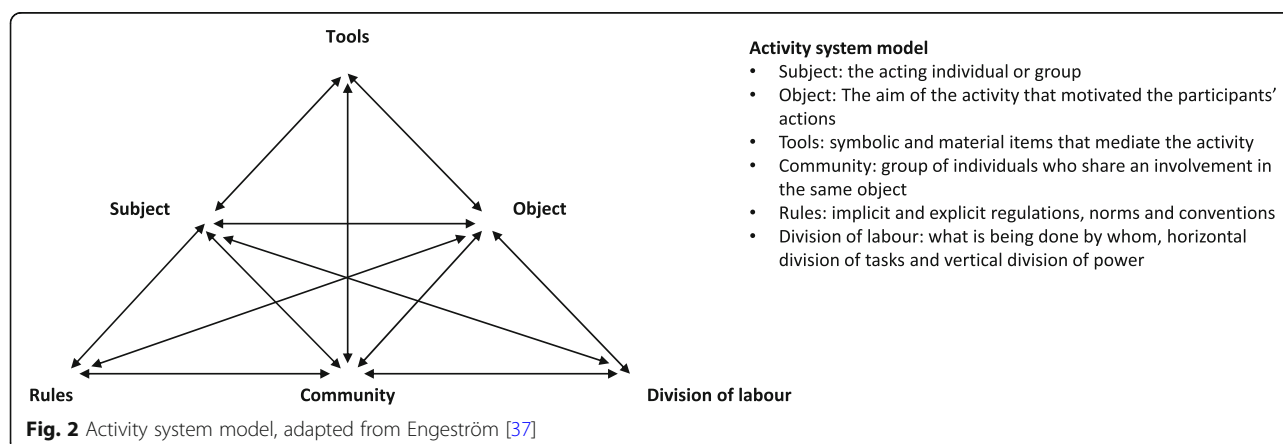 Tools
Subject
Object
Rules
Community
Division of labour
Activity system model
• Subject: the acting individual or group
• Object: The aim of the activity that motivated the participants’
actions
• Tools: symbolic and material items that mediate the activity
• Community: group of individuals who share an involvement in
the same object
• Rules: implicit and explicit regulations, norms and conventions
• Division of labour: what is being done by whom, horizontal
division of tasks and vertical division of power
Fig. 2 Activity system model, adapted from Engeström [37]